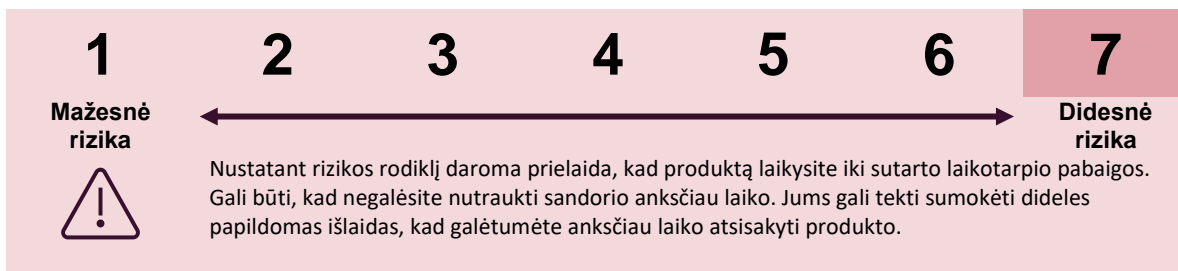 1 2 3 4 5 6 7
Mažesnė rizika
Didesnė rizika
Nustatant rizikos rodiklį daroma prielaida, kad produktą laikysite iki sutarto laikotarpio pabaigos.
Gali būti, kad negalėsite nutraukti sandorio anksčiau laiko. Jums gali tekti sumokėti dideles
papildomas išlaidas, kad galėtumėte anksčiau laiko atsisakyti produkto.